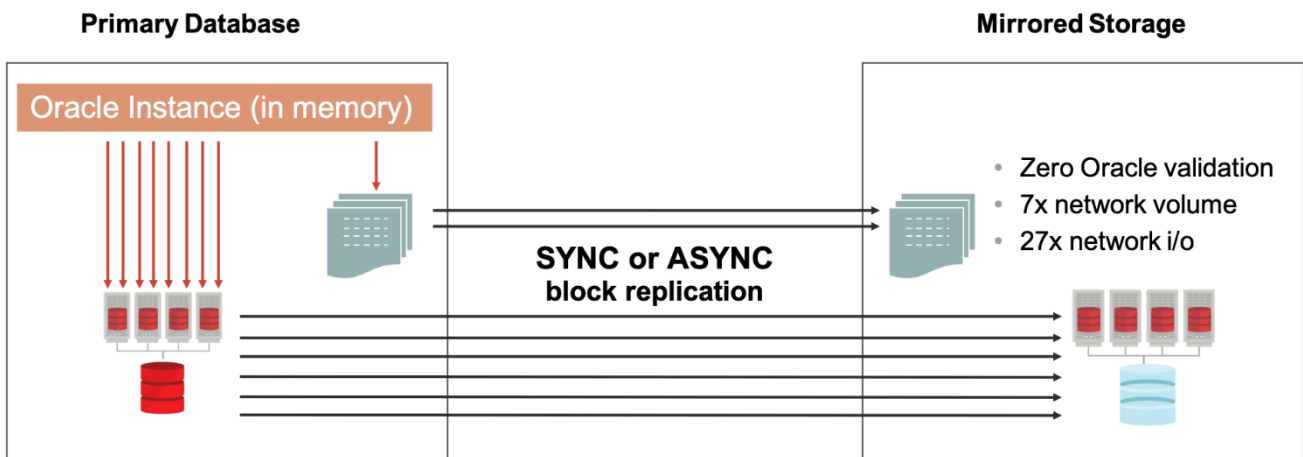 Primary Database
Mirrored Storage
Oracle Instance (in memory)
• Zero Oracle validation
• 7x network volume
• 27x network i/o
SYNC or ASYNC
block replication